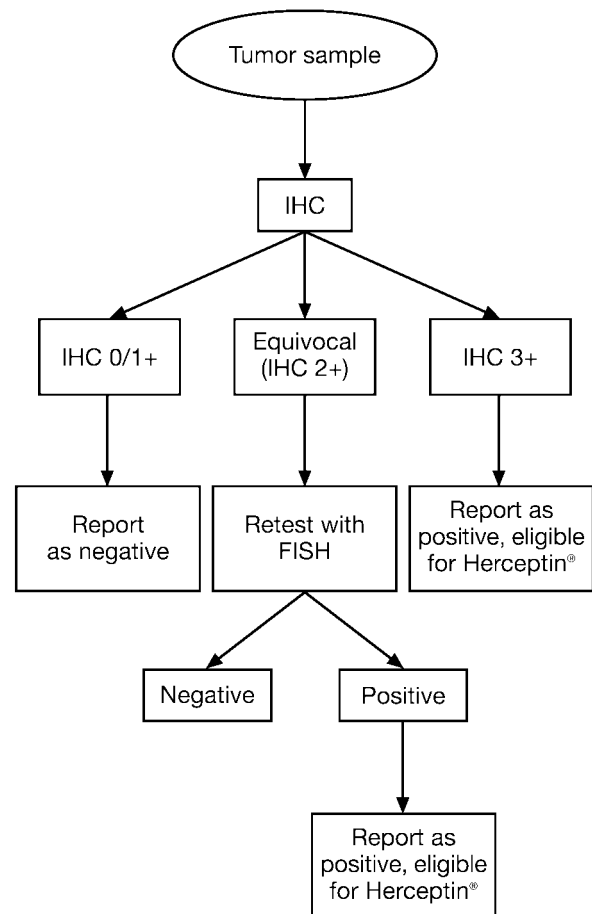 Tumor sample
IHC
IHC 0/1+
Equivocal
(IHC 2+)
IHC 3+
Report
as negative
Retest with
FISH
Report as
positive, eligible
for Herceptin®
Negative
Positive
Report as
positive, eligible
for Herceptin®